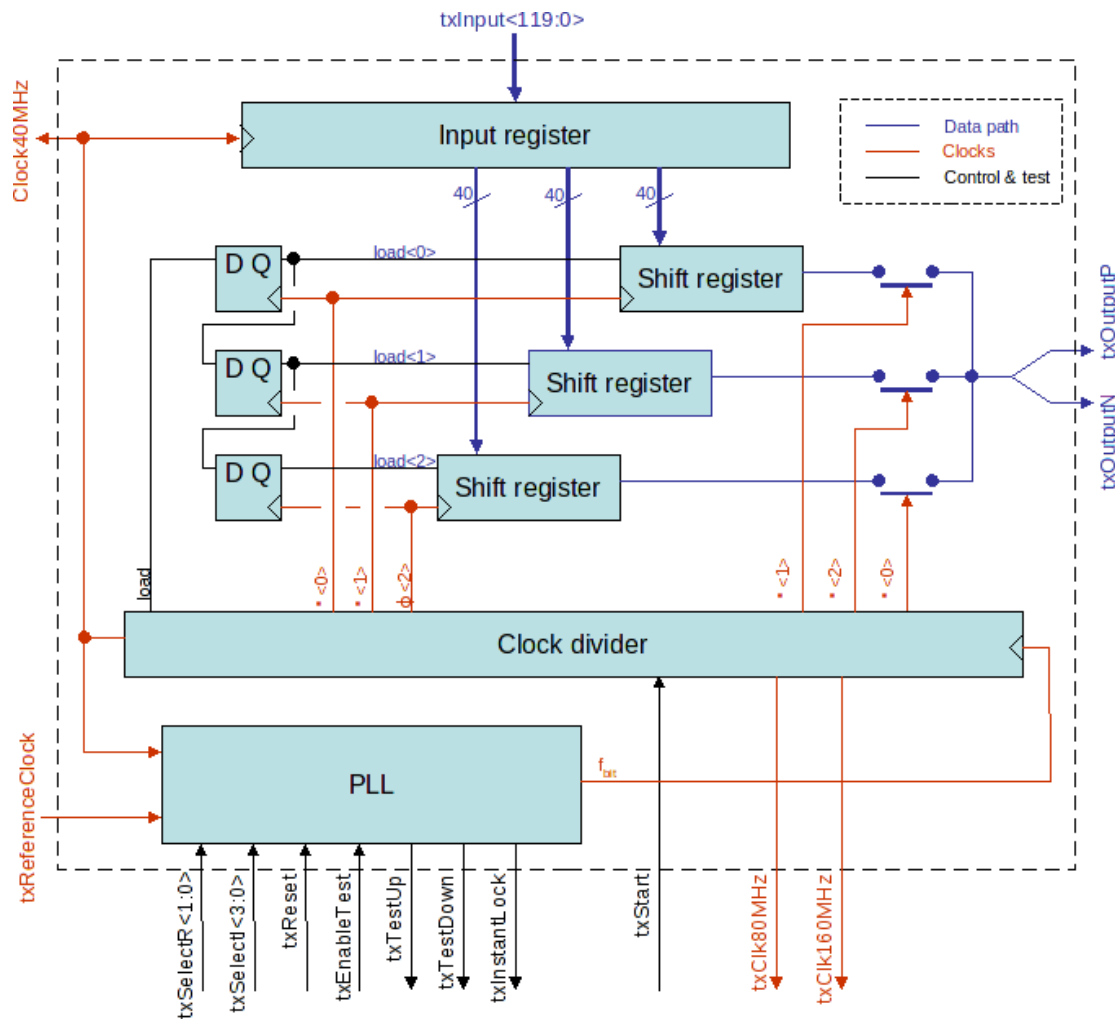 txInput<119:0>
Clock40MHz
Input register
Data path
Clocks
Control & test
40
40
40
D Q
load<0>
Shift register
D Q
load<1>
Shift register
D Q
load<2>
Shift register
txOutputP
txOutputN
load
* <0>
* <1>
ϕ <2>
* <1>
* <2>
* <0>
Clock divider
PLL
fbit
txReferenceClock
txSelectR<1:0>
txSelectI<3:0>
txReset
txEnableTest
txTestUp
txTestDown
txInstantLock
txStart
txClk80MHz
txClk160MHz